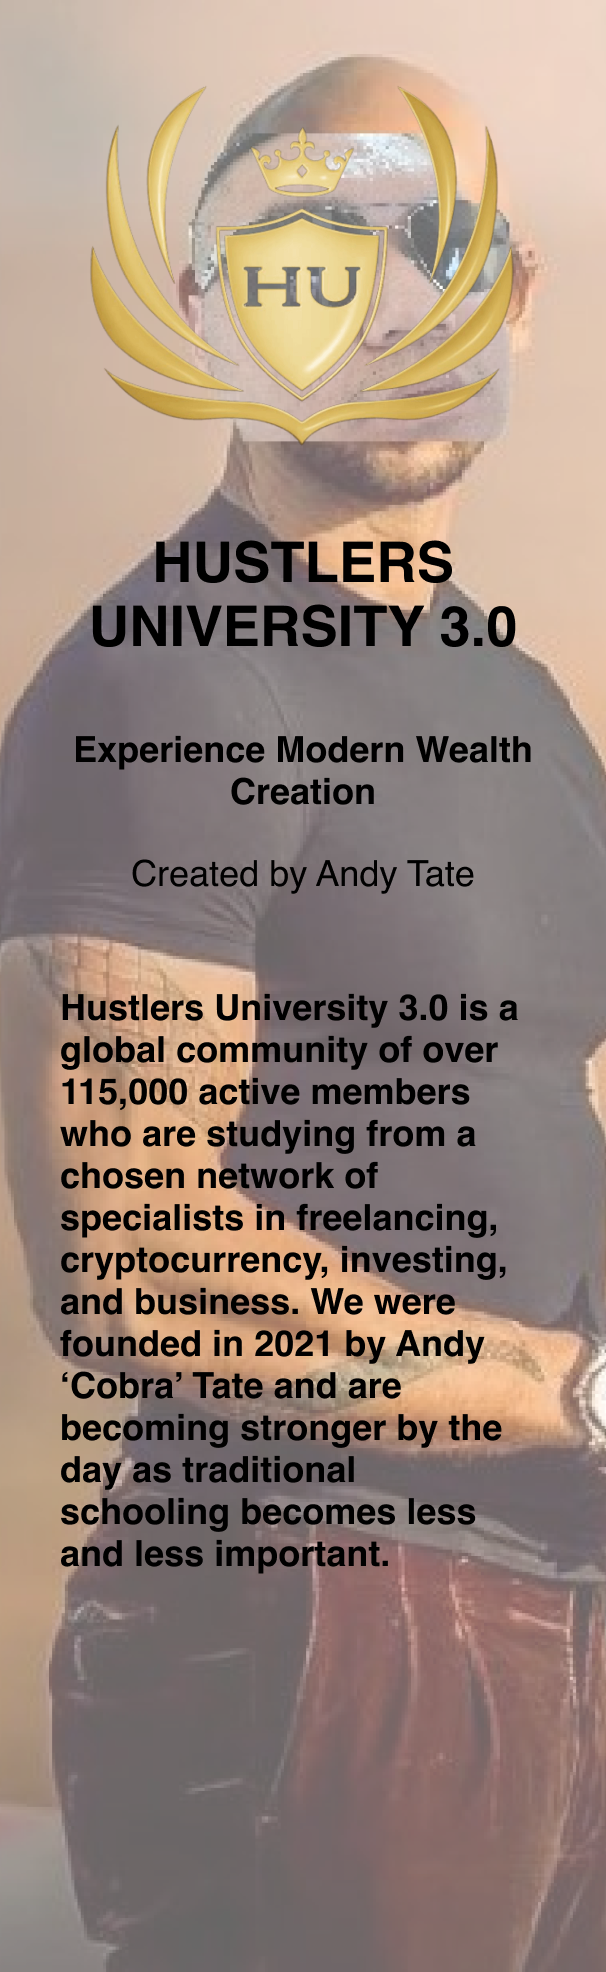 HU
HUSTLERS
UNIVERSITY 3.0
Experience Modern Wealth
Creation
Created by Andy Tate
Hustlers University 3.0 is a
global community of over
115,000 active members
who are studying from a
chosen network of
specialists in freelancing,
cryptocurrency, investing,
and business. We were
founded in 2021 by Andy
‘Cobra’ Tate and are
becoming stronger by the
day as traditional
schooling becomes less
and less important.